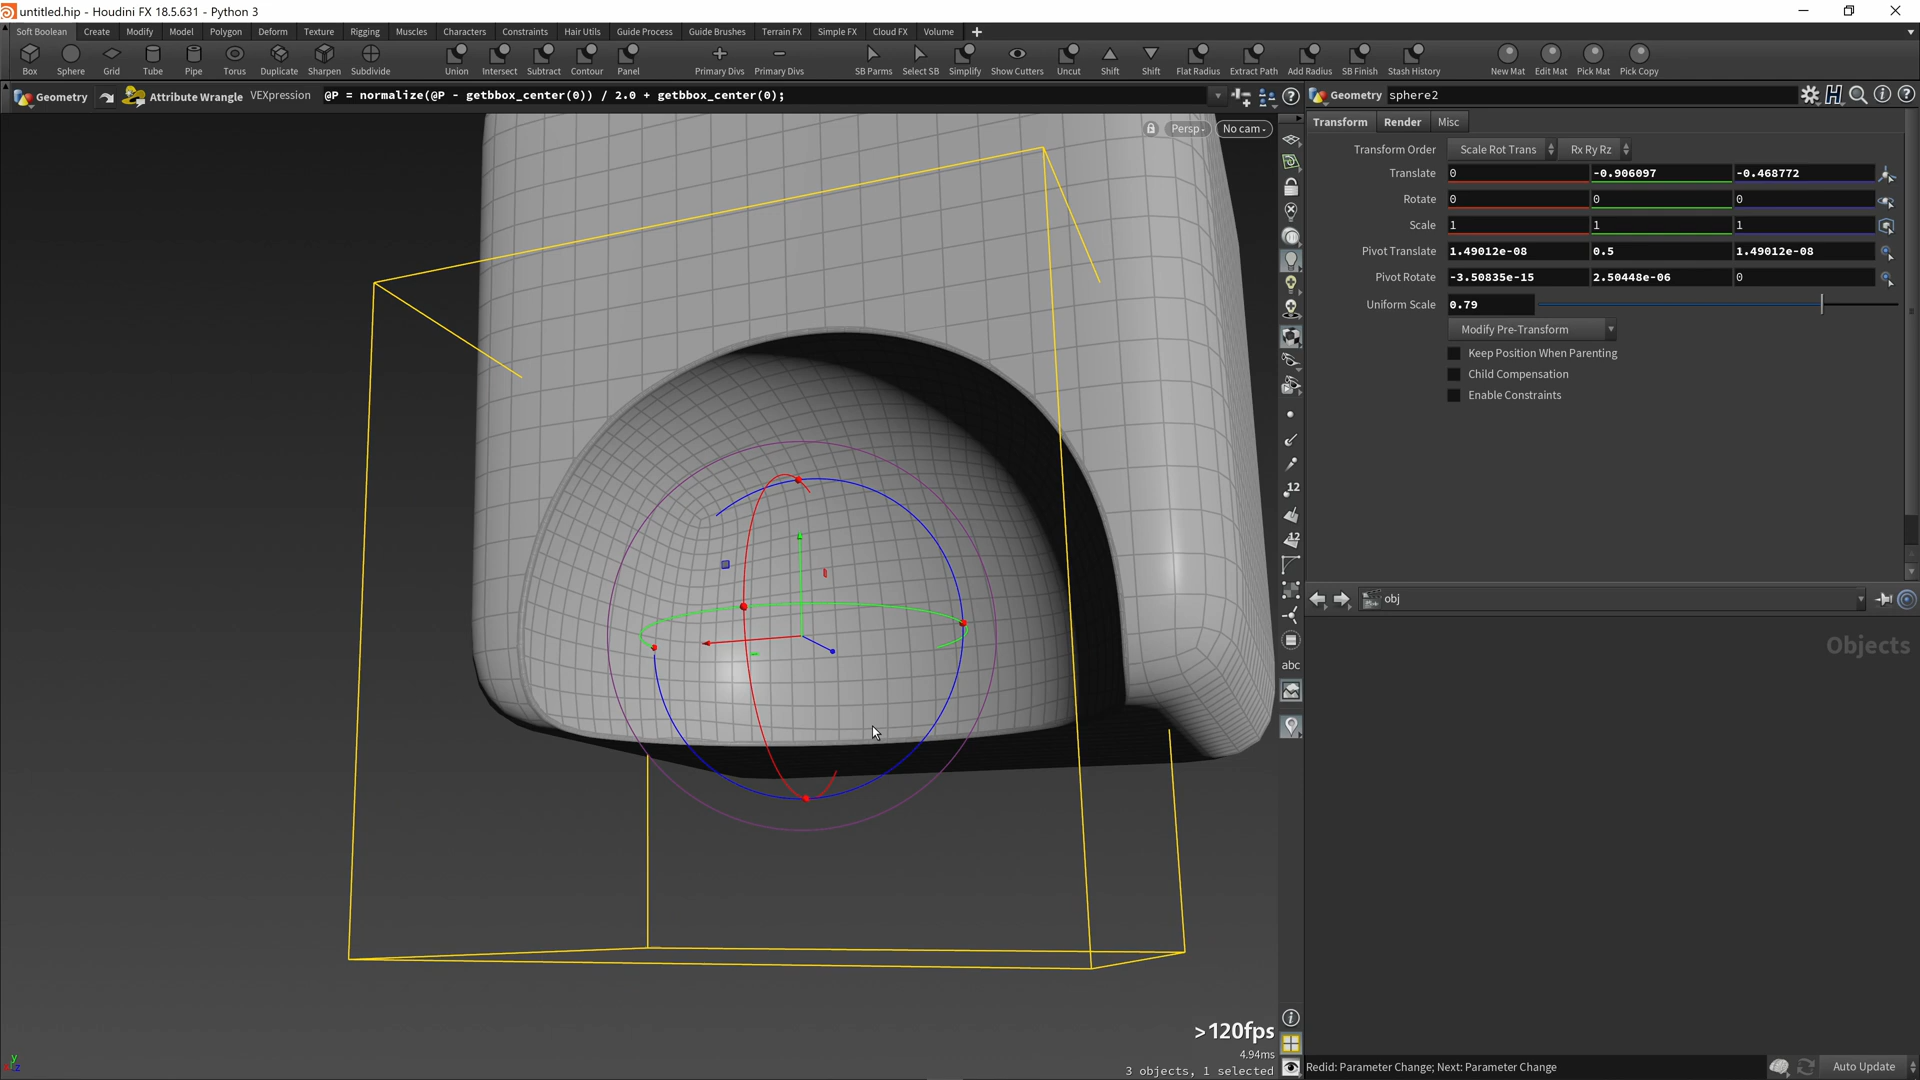 untitled.hip - Houdini FX 18.5.631 - Python 3
Soft Boolean Create Modify Model Polygon Deform Texture Rigging Muscles Characters Constraints Hair Utils Guide Process Guide Brushes Terrain FX Simple FX Cloud FX Volume
Box Sphere Grid Tube Pipe Torus Duplicate Sharpen Subdivide Union Intersect Subtract Contour Panel Primary Divs Primary Divs SB Parms Select SB Simplify Show Cutters Uncut Shift Shift Flat Radius Extract Path Add Radius SB Finish Stash History New Mat Edit Mat Pick Mat Pick Copy
Geometry Attribute Wrangle VEXpression @P = normalize(@P - getbbox_center(0)) / 2.0 + getbbox_center(0);
Geometry sphere2
Persp No cam
Transform Render Misc
Transform Order Scale Rot Trans Rx Ry Rz
Translate 0 -0.906097 -0.468772
Rotate 0 0 0
Scale 1 1 1
Pivot Translate 1.49012e-08 0.5 1.49012e-08
Pivot Rotate -3.50835e-15 2.50448e-06 0
Uniform Scale 0.79
Modify Pre-Transform
Keep Position When Parenting
Child Compensation
Enable Constraints
12
12
abc
obj
Objects
>120fps
4.94ms
3 objects, 1 selected
y
z
Redid: Parameter Change; Next: Parameter Change
Auto Update